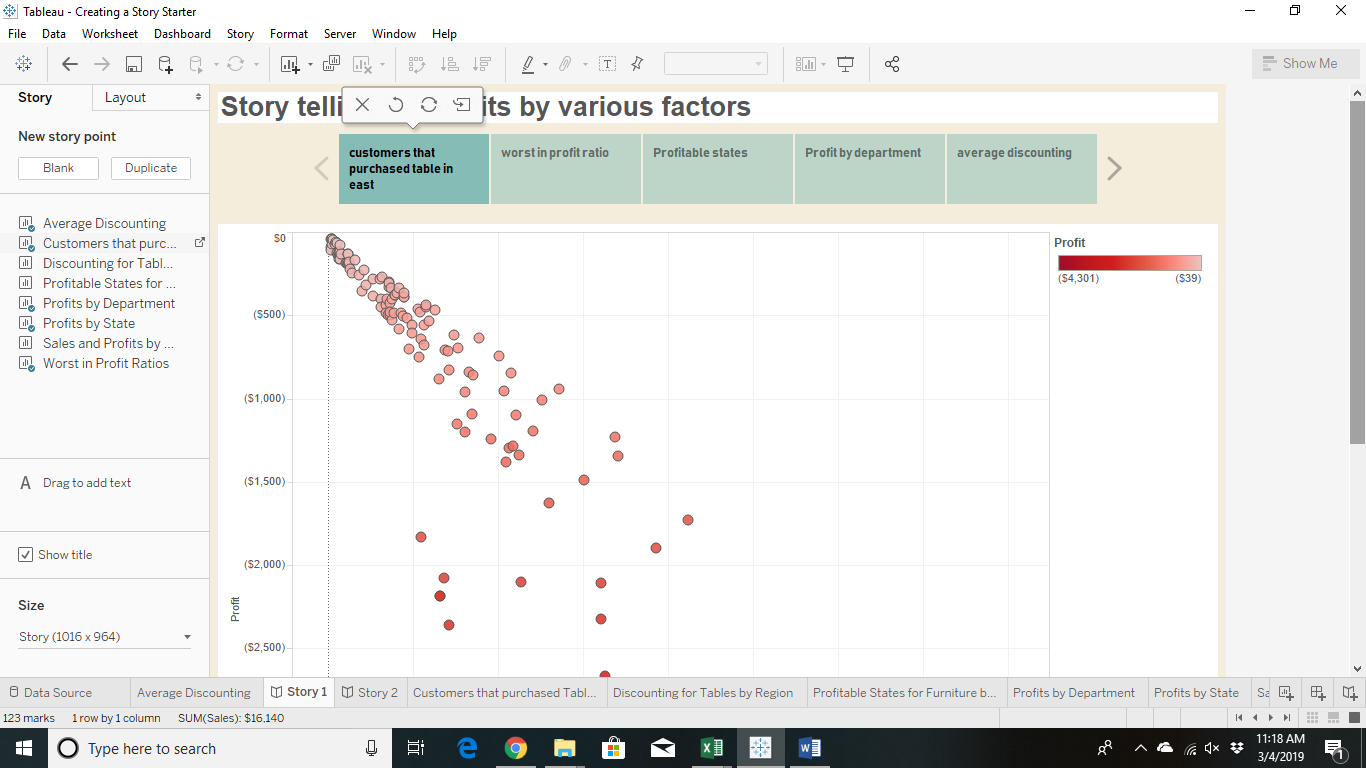 Tableau - Creating a Story Starter
File Data Worksheet Dashboard Story Format Server Window Help
Show Me
Story Layout
New story point
Blank Duplicate
Average Discounting
Customers that purc...
Discounting for Tabl...
Profitable States for ...
Profits by Department
Profits by State
Sales and Profits by ...
Worst in Profit Ratios
A Drag to add text
Show title
Size
Story (1016 x 964)
Story telli its by various factors
customers that
purchased table in
east
worst in profit ratio
Profitable states
Profit by department
average discounting
$0
($500)
($1,000)
($1,500)
($2,000)
($2,500)
Profit
Profit
($4,301) ($39)
Data Source Average Discounting Story 1 Story 2 Customers that purchased Tabl... Discounting for Tables by Region Profitable States for Furniture b... Profits by Department Profits by State Sa
123 marks 1 row by 1 column SUM(Sales): $16,140
Type here to search
11:18 AM
3/4/2019
1